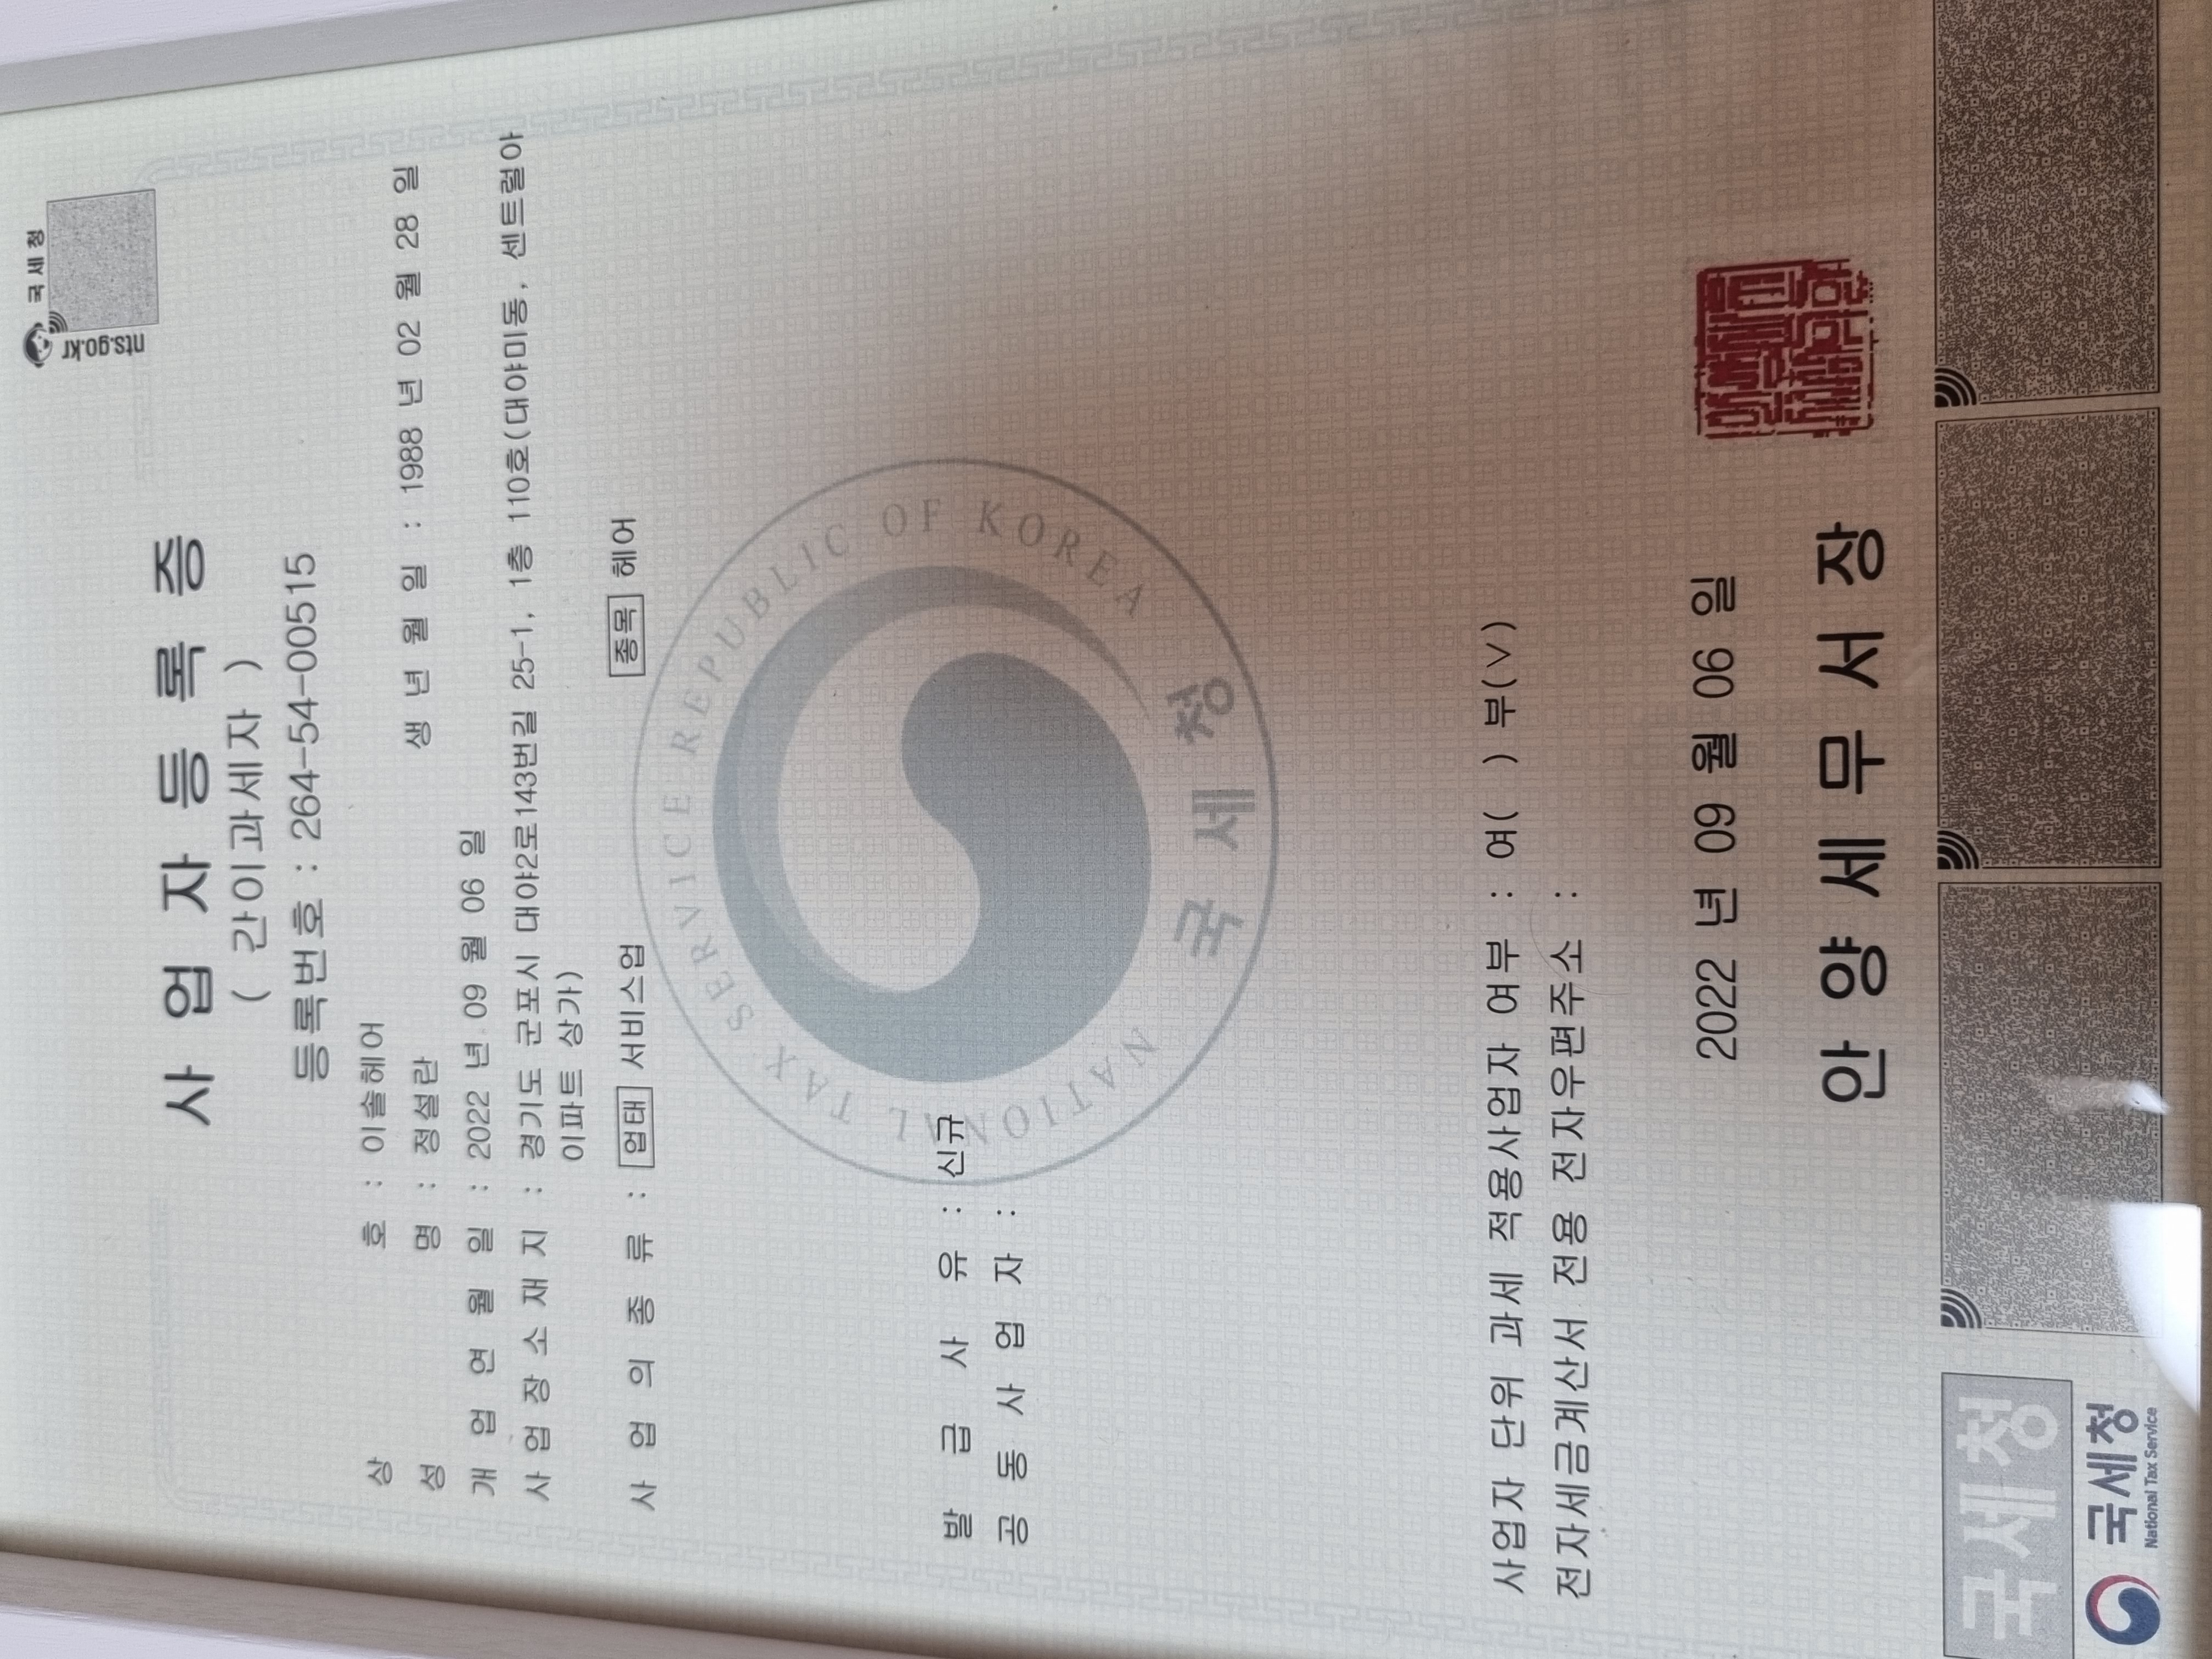 국세청
nts.go.kr
사 업 자 등 록 증
( 간이과세자 )
등록번호 : 264-54-00515
상 호 : 이솔헤어
성 명 : 정설란 생 년 월 일 : 1988 년 02 월 28 일
개 업 연 월 일 : 2022 년 09 월 06 일
사 업 장 소 재 지 : 경기도 군포시 대야2로143번길 25-1, 1층 110호(대야미동, 센트럴아
이파트 상가)
사 업 의 종 류 : 업태 서비스업 종목 헤어
NATIONAL TAX SERVICE REPUBLIC OF KOREA
국세청
발 급 사 유 : 신규
공 동 사 업 자 :
사업자 단위 과세 적용사업자 여부 : 여( ) 부(∨)
전자세금계산서 전용 전자우편주소 :
2022 년 09 월 06 일
안 양 세 무 서 장
국세청
국세청
National Tax Service